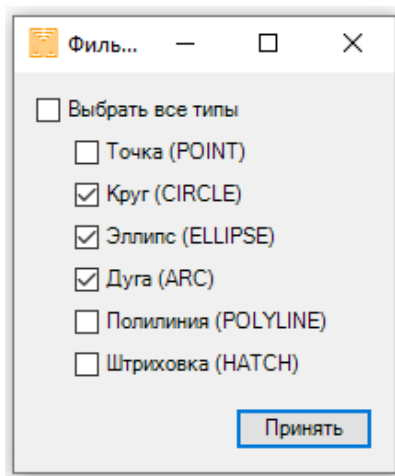 Филь...
Выбрать все типы
Точка (POINT)
Круг (CIRCLE)
Эллипс (ELLIPSE)
Дуга (ARC)
Полилиния (POLYLINE)
Штриховка (HATCH)
Принять